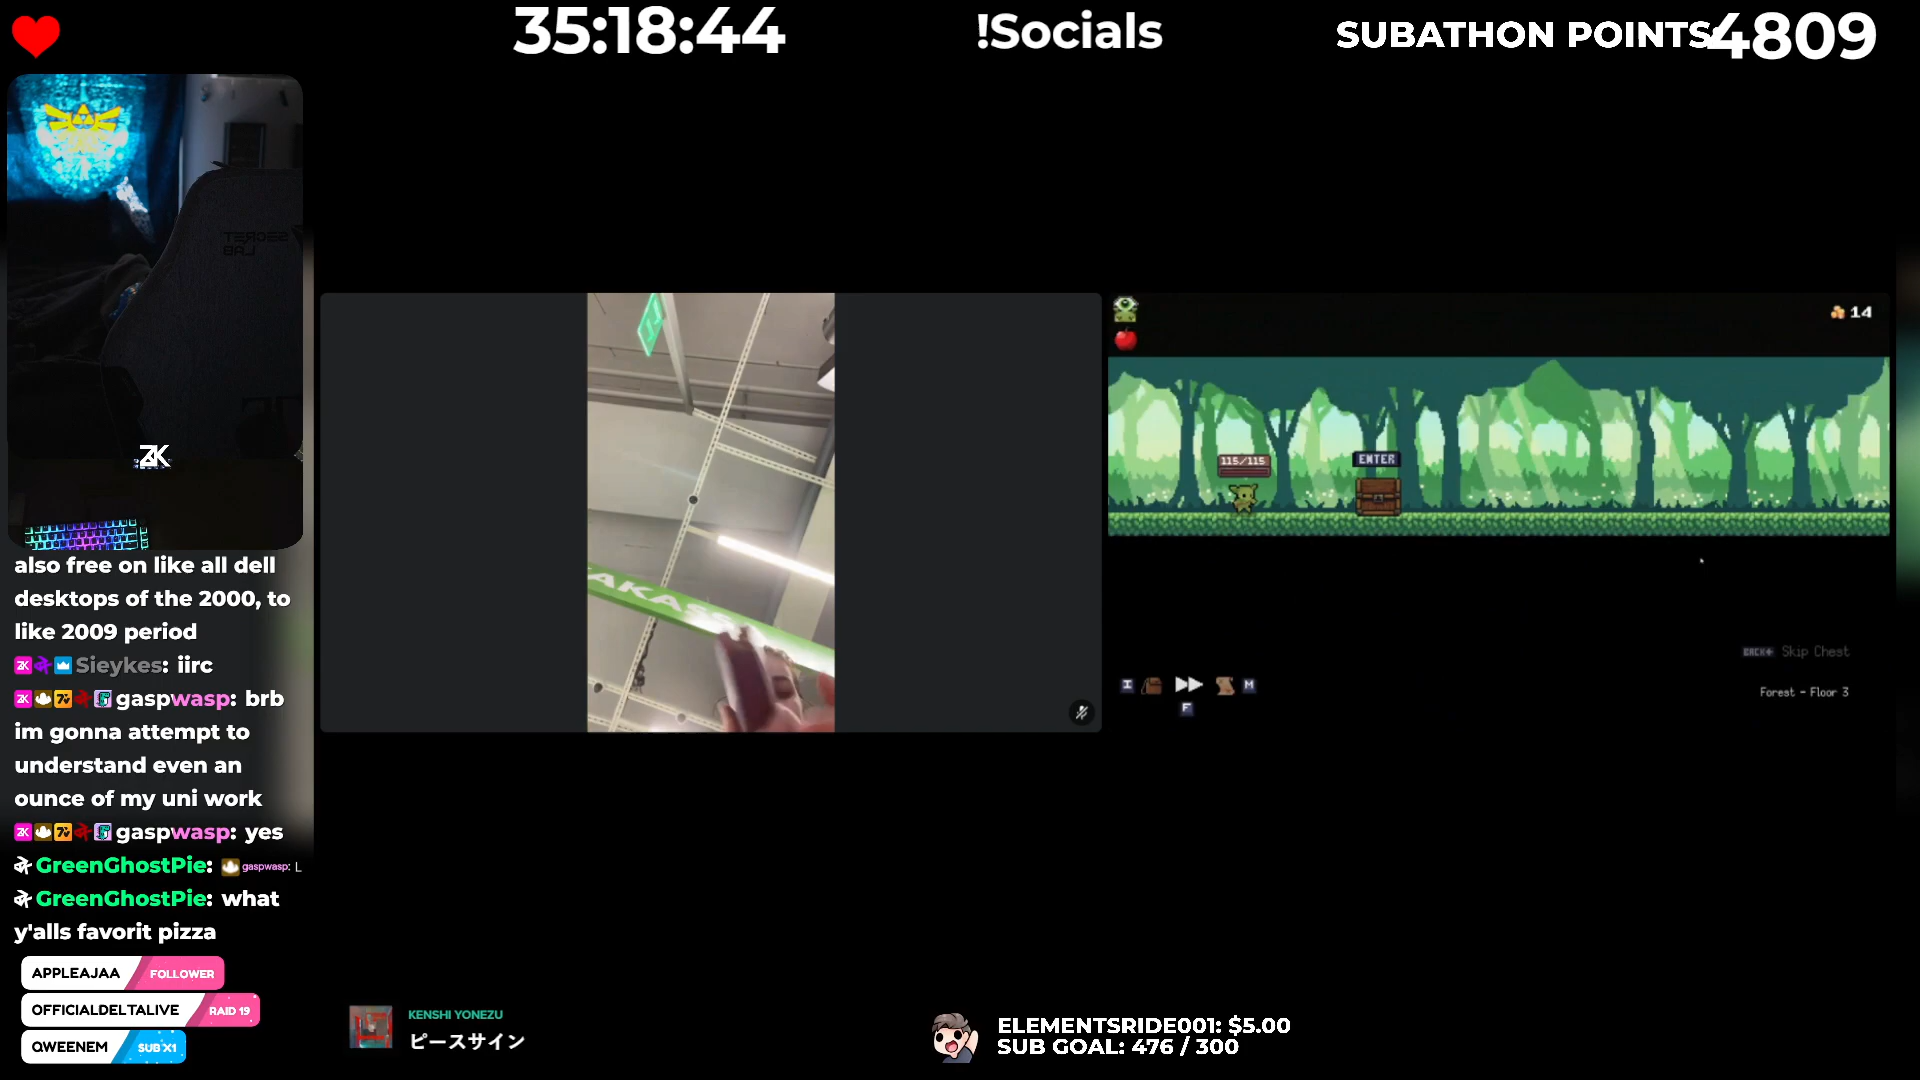 35:18:44
!Socials
SUBATHON POINTS
4809
ZK
also free on like all dell
desktops of the 2000, to
like 2009 period
Sieykes: iirc
gaspwasp: brb
im gonna attempt to
understand even an
ounce of my uni work
gaspwasp: yes
GreenGhostPie: gaspwasp: L
GreenGhostPie: what
y'alls favorit pizza
APPLEAJAA FOLLOWER
OFFICIALDELTALIVE RAID 19
QWEENEM SUB X1
AKAS
14
115/115
ENTER
BACK Skip Chest
Forest - Floor 3
I
M
F
KENSHI YONEZU
ピースサイン
ELEMENTSRIDE001: $5.00
SUB GOAL: 476 / 300